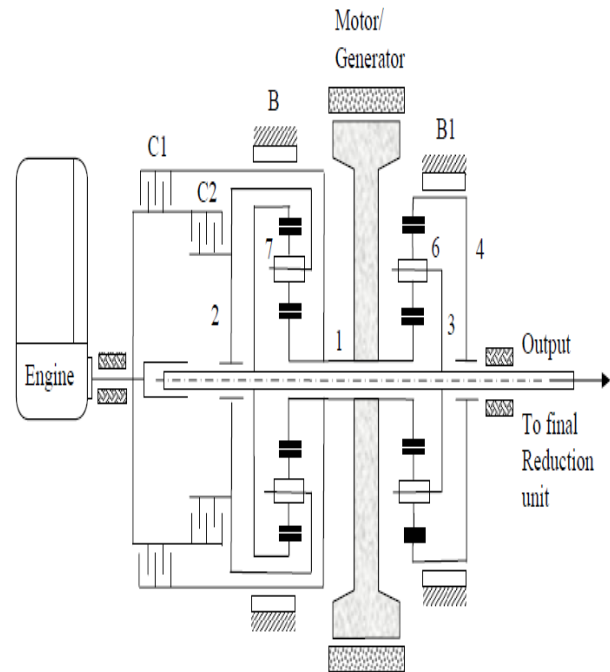 Motor/
Generator
B
B1
C1
C2
7
6
4
2
1
3
Output
Engine
To final
Reduction
unit